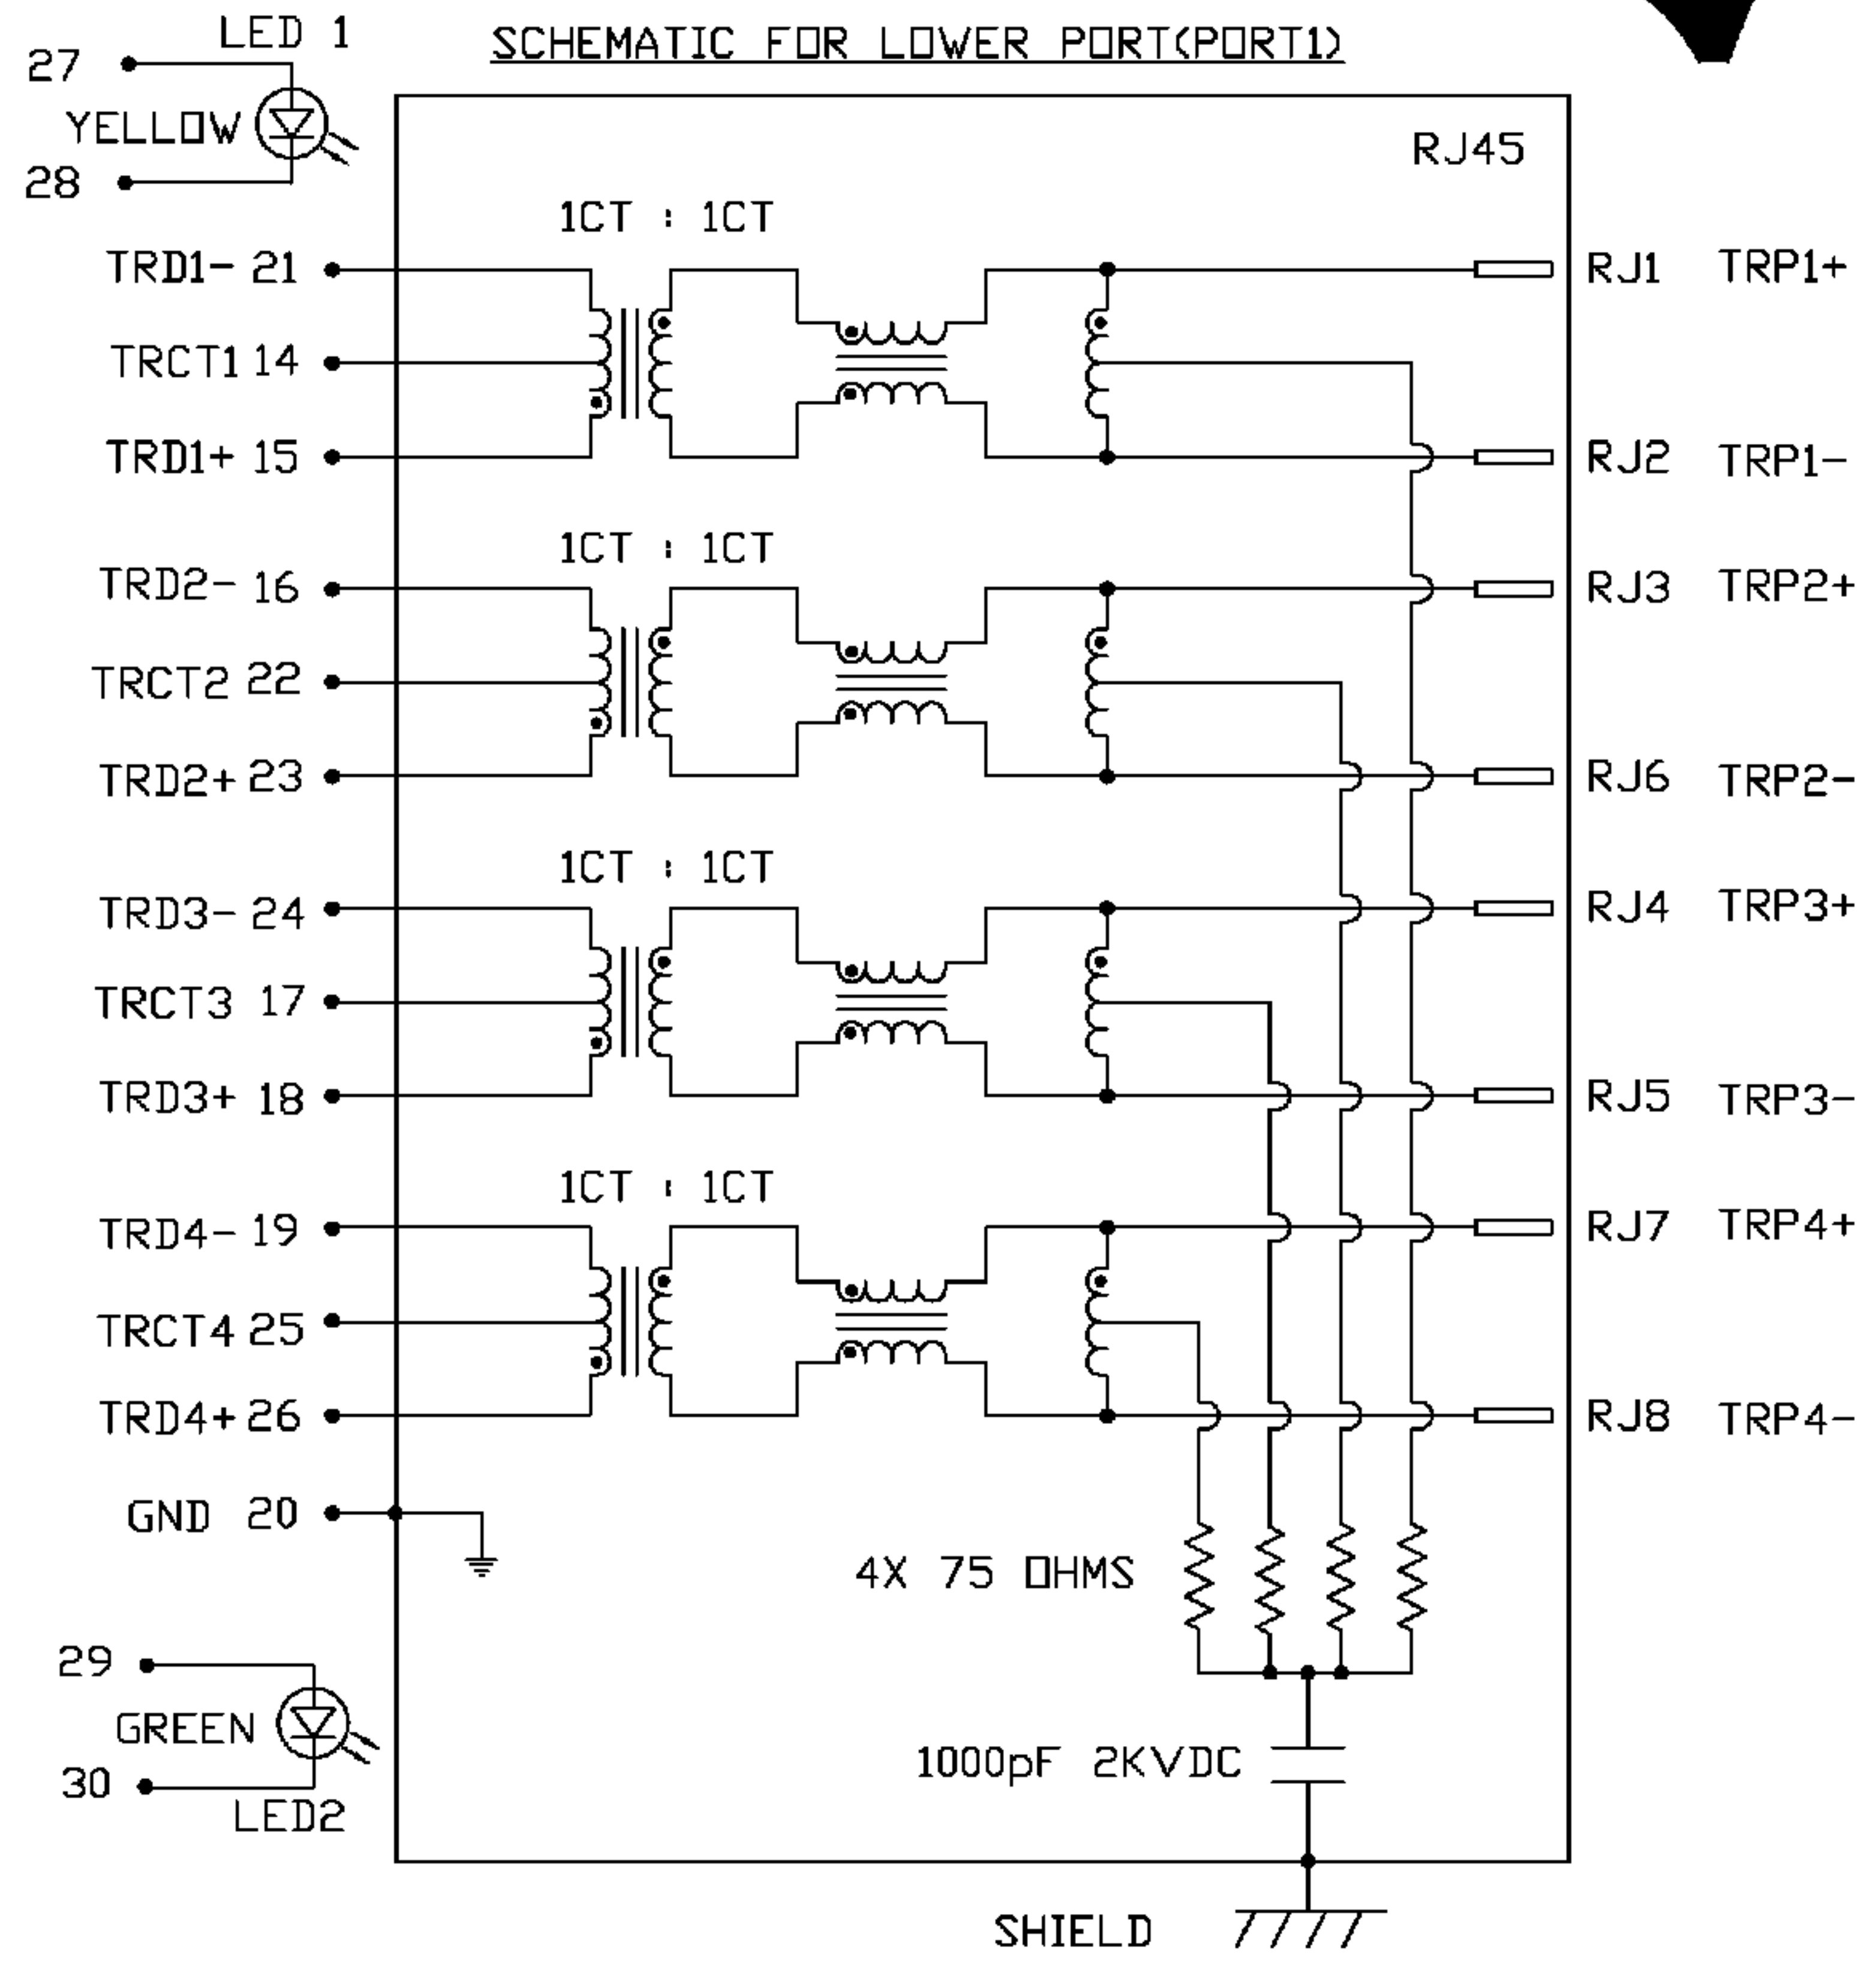 LED 1
SCHEMATIC FOR LOWER PORT(PORT1)
27
YELLOW
28
RJ45
1CT : 1CT
TRD1- 21
RJ1 TRP1+
TRCT1 14
TRD1+ 15
RJ2 TRP1-
1CT : 1CT
TRD2- 16
RJ3 TRP2+
TRCT2 22
TRD2+ 23
RJ6 TRP2-
1CT : 1CT
TRD3- 24
RJ4 TRP3+
TRCT3 17
TRD3+ 18
RJ5 TRP3-
1CT : 1CT
TRD4- 19
RJ7 TRP4+
TRCT4 25
TRD4+ 26
RJ8 TRP4-
GND 20
4X 75 OHMS
29
GREEN
30
LED2
1000pF 2KVDC
SHIELD